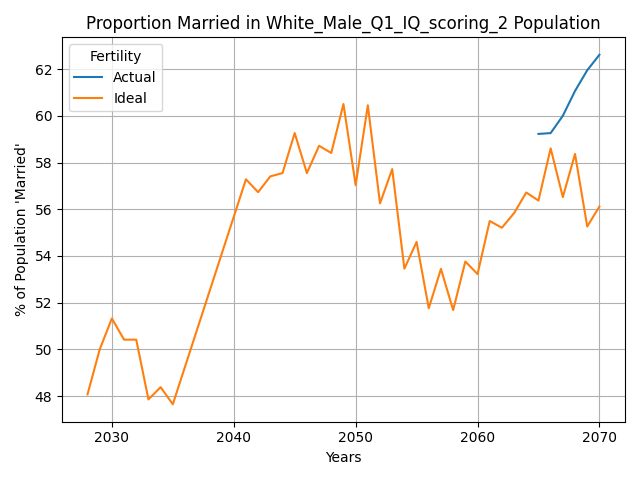 Proportion Married in White_Male_Q1_IQ_scoring_2 Population
Fertility
Actual
Ideal
% of Population 'Married'
62
60
58
56
54
52
50
48
2030
2040
2050
2060
2070
Years